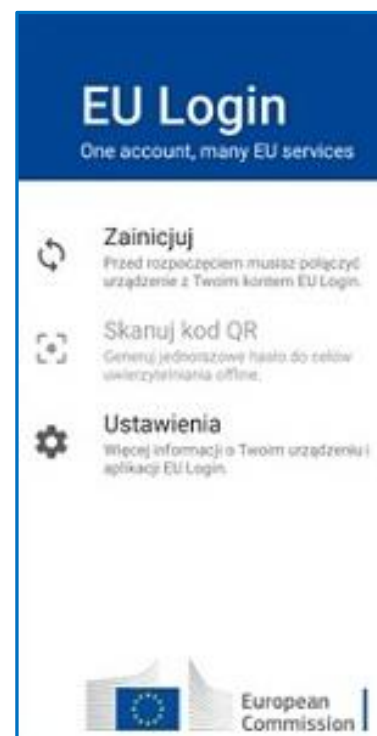 EU Login
One account, many EU services
Zainicjuj
Przed rozpoczęciem musisz połączyć
urządzenie z Twoim kontem EU Login.
Skanuj kod QR
Generuj jednorazowe hasło do celów
uwierzytelniania offline.
Ustawienia
Więcej informacji o Twoim urządzeniu i
aplikacji EU Login.
European
Commission